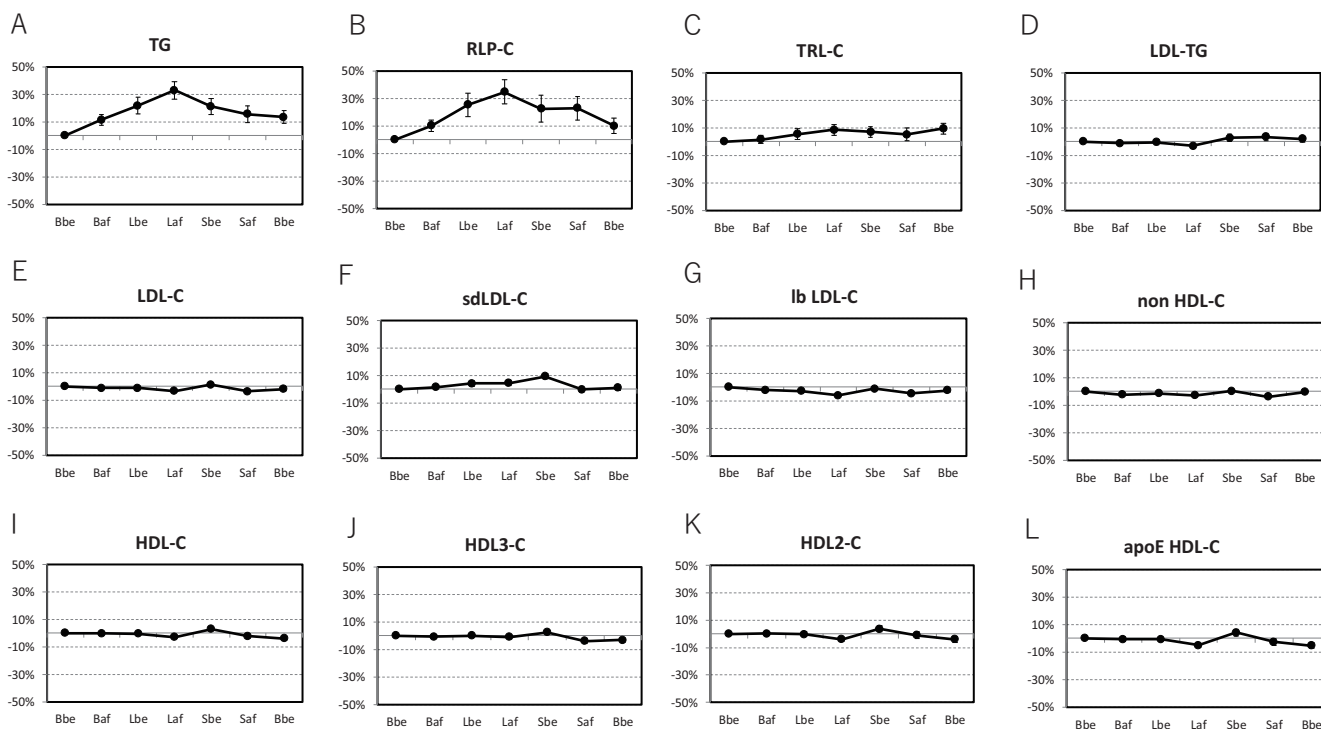 A
TG
50%
30%
10%
-10%
-30%
-50%
Bbe Baf Lbe Laf Sbe Saf Bbe
B
RLP-C
50%
30%
10%
-10%
-30%
-50%
Bbe Baf Lbe Laf Sbe Saf Bbe
C
TRL-C
50%
30%
10%
-10%
-30%
-50%
Bbe Baf Lbe Laf Sbe Saf Bbe
D
LDL-TG
50%
30%
10%
-10%
-30%
-50%
Bbe Baf Lbe Laf Sbe Saf Bbe
E
LDL-C
50%
30%
10%
-10%
-30%
-50%
Bbe Baf Lbe Laf Sbe Saf Bbe
F
sdLDL-C
50%
30%
10%
-10%
-30%
-50%
Bbe Baf Lbe Laf Sbe Saf Bbe
G
lb LDL-C
50%
30%
10%
-10%
-30%
-50%
Bbe Baf Lbe Laf Sbe Saf Bbe
H
non HDL-C
50%
30%
10%
-10%
-30%
-50%
Bbe Baf Lbe Laf Sbe Saf Bbe
I
HDL-C
50%
30%
10%
-10%
-30%
-50%
Bbe Baf Lbe Laf Sbe Saf Bbe
J
HDL3-C
50%
30%
10%
-10%
-30%
-50%
Bbe Baf Lbe Laf Sbe Saf Bbe
K
HDL2-C
50%
30%
10%
-10%
-30%
-50%
Bbe Baf Lbe Laf Sbe Saf Bbe
L
apoE HDL-C
50%
30%
10%
-10%
-30%
-50%
Bbe Baf Lbe Laf Sbe Saf Bbe